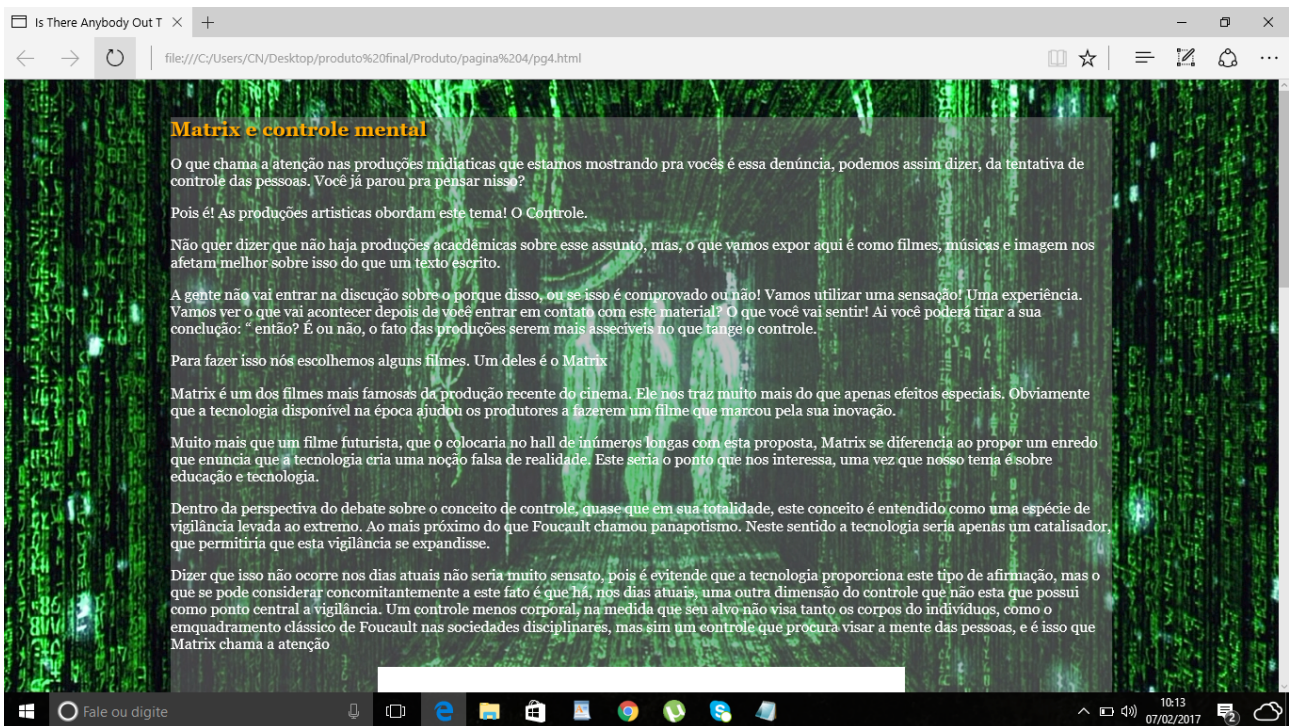 Is There Anybody Out T
file:///C:/Users/CN/Desktop/produto%20final/Produto/pagina%204/pg4.html
Matrix e controle mental
O que chama a atenção nas produções midiaticas que estamos mostrando pra vocês é essa denúncia, podemos assim dizer, da tentativa de
controle das pessoas. Você já parou pra pensar nisso?
Pois é! As produções artisticas obordam este tema! O Controle.
Não quer dizer que não haja produções acacdêmicas sobre esse assunto, mas, o que vamos expor aqui é como filmes, músicas e imagem nos
afetam melhor sobre isso do que um texto escrito.
A gente não vai entrar na discução sobre o porque disso, ou se isso é comprovado ou não! Vamos utilizar uma sensação! Uma experiência.
Vamos ver o que vai acontecer depois de você entrar em contato com este material? O que você vai sentir! Ai você poderá tirar a sua
conclução: “ então? É ou não, o fato das produções serem mais assecíveis no que tange o controle.
Para fazer isso nós escolhemos alguns filmes. Um deles é o Matrix
Matrix é um dos filmes mais famosas da produção recente do cinema. Ele nos traz muito mais do que apenas efeitos especiais. Obviamente
que a tecnologia disponível na época ajudou os produtores a fazerem um filme que marcou pela sua inovação.
Muito mais que um filme futurista, que o colocaria no hall de inúmeros longas com esta proposta, Matrix se diferencia ao propor um enredo
que enuncia que a tecnologia cria uma noção falsa de realidade. Este seria o ponto que nos interessa, uma vez que nosso tema é sobre
educação e tecnologia.
Dentro da perspectiva do debate sobre o conceito de controle, quase que em sua totalidade, este conceito é entendido como uma espécie de
vigilância levada ao extremo. Ao mais próximo do que Foucault chamou panapotismo. Neste sentido a tecnologia seria apenas um catalisador,
que permitiria que esta vigilância se expandisse.
Dizer que isso não ocorre nos dias atuais não seria muito sensato, pois é evitende que a tecnologia proporciona este tipo de afirmação, mas o
que se pode considerar concomitantemente a este fato é que há, nos dias atuais, uma outra dimensão do controle que não esta que possui
como ponto central a vigilância. Um controle menos corporal, na medida que seu alvo não visa tanto os corpos do indivíduos, como o
emquadramento clássico de Foucault nas sociedades disciplinares, mas sim um controle que procura visar a mente das pessoas, e é isso que
Matrix chama a atenção
Fale ou digite
10:13
07/02/2017